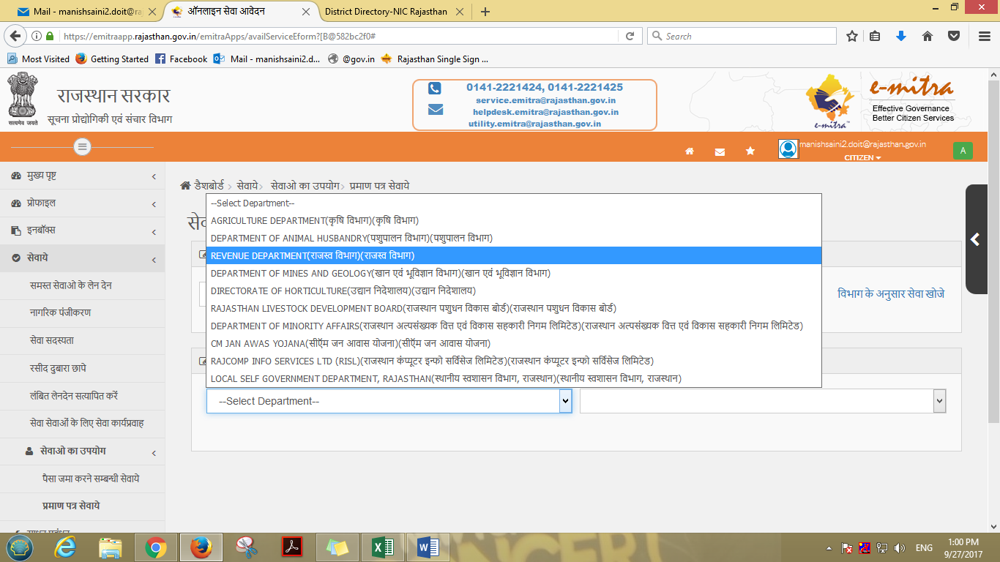 Mail - manishsaini2.doit@ra
ऑनलाइन सेवा आवेदन
District Directory-NIC Rajasthan
https://emitraapp.rajasthan.gov.in/emitraApps/availServiceEform?[B@582bc2f0#
Search
Most Visited
Getting Started
Facebook
Mail - manishsaini2.d...
@gov.in
Rajasthan Single Sign ...
राजस्थान सरकार
सूचना प्रोद्योगिकी एवं संचार विभाग
सत्यमेव जयते
0141-2221424, 0141-2221425
service.emitra@rajasthan.gov.in
helpdesk.emitra@rajasthan.gov.in
utility.emitra@rajasthan.gov.in
e-mitra
e-mitra
Effective Governance
Better Citizen Services
manishsaini2.doit@rajasthan.gov.in
CITIZEN
A
मुख्य पृष्ट
प्रोफाइल
इनबॉक्स
सेवाये
समस्त सेवाओ के लेन देन
नागरिक पंजीकरण
सेवा सदस्यता
रसीद दुबारा छापे
लंबित लेनदेन सत्यापित करें
सेवा सेवाओं के लिए सेवा कार्यप्रवाह
सेवाओ का उपयोग
पैसा जमा करने सम्बन्धी सेवाये
प्रमाण पत्र सेवाये
डैशबोर्ड > सेवाये> सेवाओ का उपयोग> प्रमाण पत्र सेवाये
--Select Department--
AGRICULTURE DEPARTMENT(कृषि विभाग)(कृषि विभाग)
DEPARTMENT OF ANIMAL HUSBANDRY(पशुपालन विभाग)(पशुपालन विभाग)
REVENUE DEPARTMENT(राजस्व विभाग)(राजस्व विभाग)
DEPARTMENT OF MINES AND GEOLOGY(खान एवं भूविज्ञान विभाग)(खान एवं भूविज्ञान विभाग)
DIRECTORATE OF HORTICULTURE(उद्यान निदेशालय)(उद्यान निदेशालय)
RAJASTHAN LIVESTOCK DEVELOPMENT BOARD(राजस्थान पशुधन विकास बोर्ड)(राजस्थान पशुधन विकास बोर्ड)
DEPARTMENT OF MINORITY AFFAIRS(राजस्थान अल्पसंख्यक वित्त एवं विकास सहकारी निगम लिमिटेड)(राजस्थान अल्पसंख्यक वित्त एवं विकास सहकारी निगम लिमिटेड)
CM JAN AWAS YOJANA(सीऍम जन आवास योजना)(सीऍम जन आवास योजना)
RAJCOMP INFO SERVICES LTD (RISL)(राजस्थान कंप्यूटर इन्फो सर्विसेज लिमिटेड)(राजस्थान कंप्यूटर इन्फो सर्विसेज लिमिटेड)
LOCAL SELF GOVERNMENT DEPARTMENT, RAJASTHAN(स्थानीय स्वशासन विभाग, राजस्थान)(स्थानीय स्वशासन विभाग, राजस्थान)
विभाग के अनुसार सेवा खोजे
--Select Department--
ENG
1:00 PM
9/27/2017